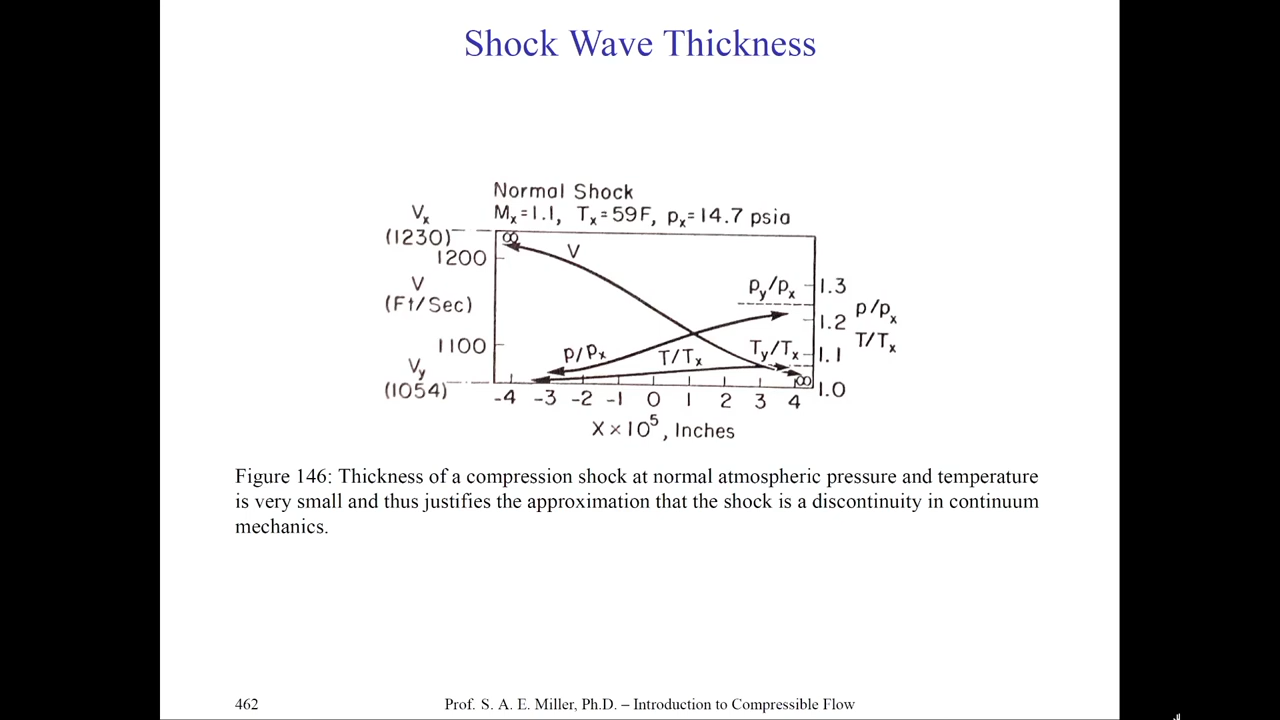 Shock Wave Thickness
Normal Shock
Mx=1.1, Tx=59F, px=14.7 psia
Vx
(1230)
1200
V
(Ft/Sec)
1100
Vy
(1054)
∞
V
p/px
T/Tx
py/px
Ty/Tx
∞
1.3
1.2
1.1
1.0
p/px
T/Tx
-4 -3 -2 -1 0 1 2 3 4
X×10⁵, Inches
Figure 146: Thickness of a compression shock at normal atmospheric pressure and temperature
is very small and thus justifies the approximation that the shock is a discontinuity in continuum
mechanics.
462
Prof. S. A. E. Miller, Ph.D. – Introduction to Compressible Flow